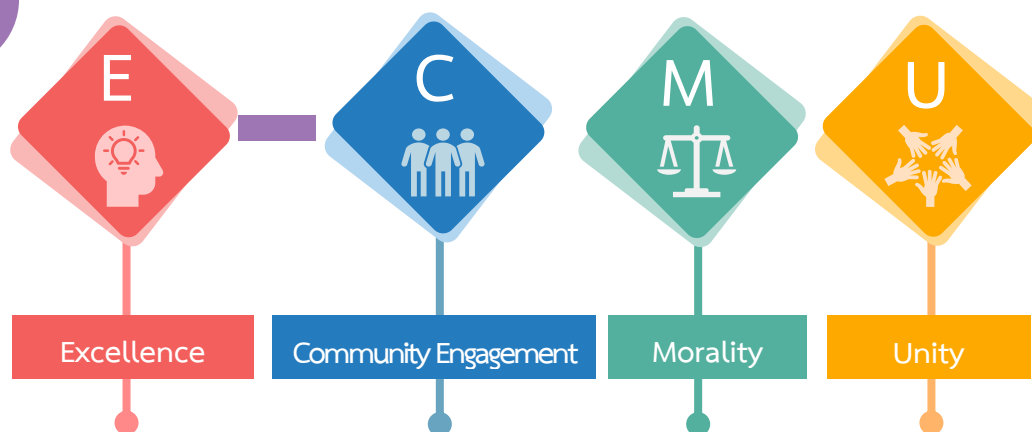 E
C
M
U
Excellence
Community Engagement
Morality
Unity